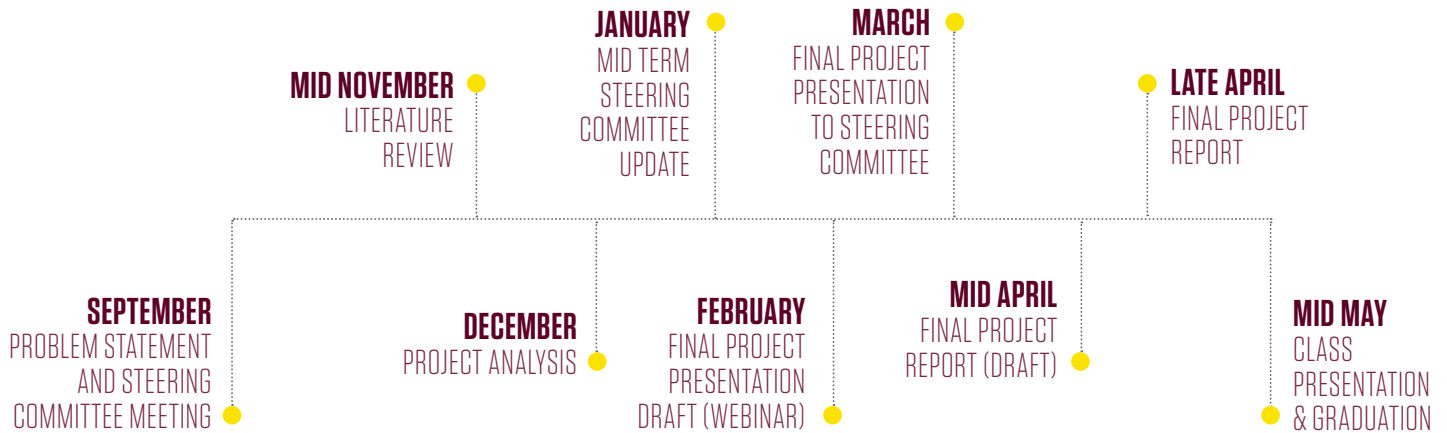 SEPTEMBER
PROBLEM STATEMENT
AND STEERING
COMMITTEE MEETING
MID NOVEMBER
LITERATURE
REVIEW
DECEMBER
PROJECT ANALYSIS
JANUARY
MID TERM
STEERING
COMMITTEE
UPDATE
FEBRUARY
FINAL PROJECT
PRESENTATION
DRAFT (WEBINAR)
MARCH
FINAL PROJECT
PRESENTATION
TO STEERING
COMMITTEE
MID APRIL
FINAL PROJECT
REPORT (DRAFT)
LATE APRIL
FINAL PROJECT
REPORT
MID MAY
CLASS
PRESENTATION
& GRADUATION